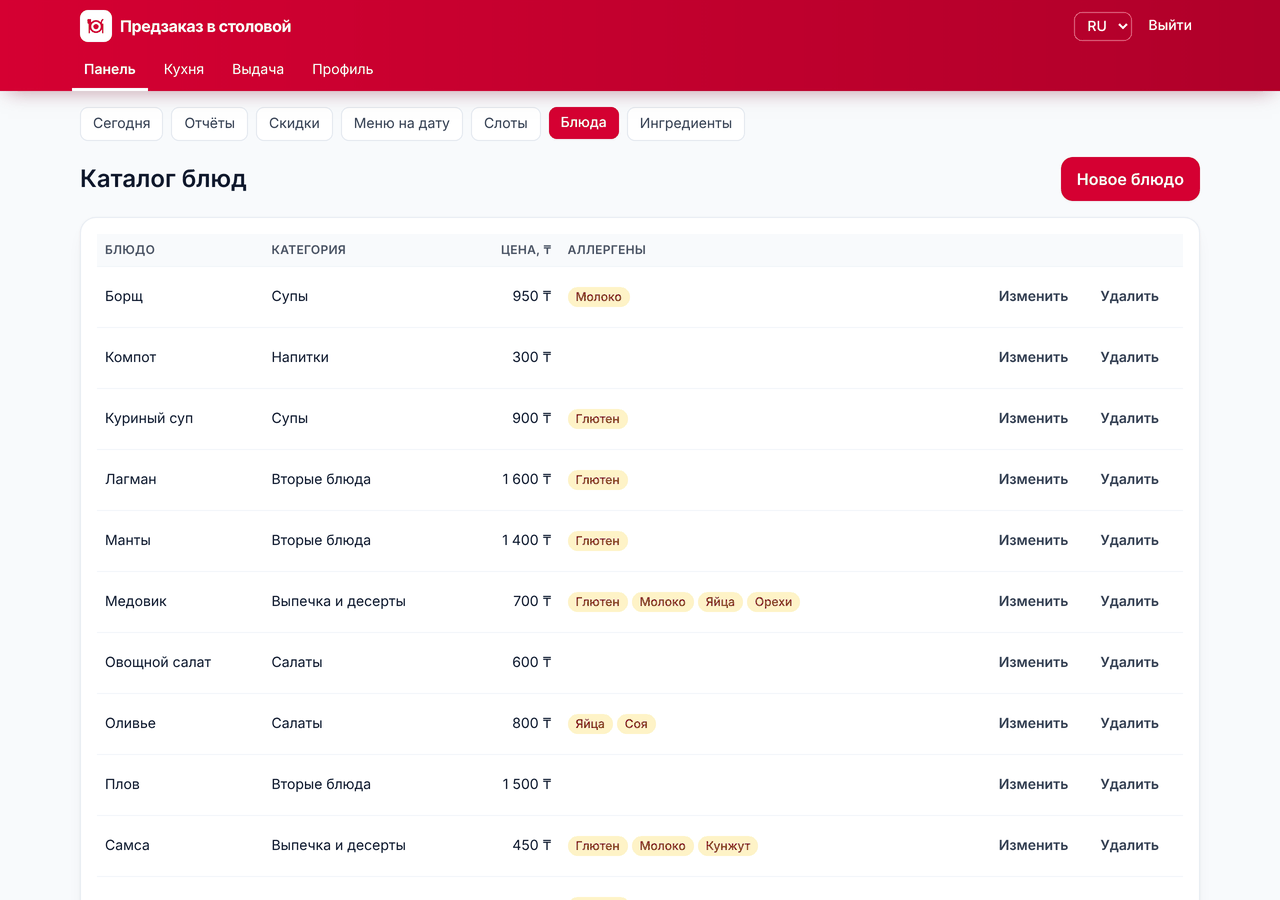 Предзаказ в столовой
RU
Выйти
Панель Кухня Выдача Профиль
Сегодня Отчёты Скидки Меню на дату Слоты Блюда Ингредиенты
Каталог блюд
Новое блюдо
БЛЮДО КАТЕГОРИЯ ЦЕНА, ₸ АЛЛЕРГЕНЫ
Борщ Супы 950 ₸ Молоко Изменить Удалить
Компот Напитки 300 ₸ Изменить Удалить
Куриный суп Супы 900 ₸ Глютен Изменить Удалить
Лагман Вторые блюда 1 600 ₸ Глютен Изменить Удалить
Манты Вторые блюда 1 400 ₸ Глютен Изменить Удалить
Медовик Выпечка и десерты 700 ₸ Глютен Молоко Яйца Орехи Изменить Удалить
Овощной салат Салаты 600 ₸ Изменить Удалить
Оливье Салаты 800 ₸ Яйца Соя Изменить Удалить
Плов Вторые блюда 1 500 ₸ Изменить Удалить
Самса Выпечка и десерты 450 ₸ Глютен Молоко Кунжут Изменить Удалить